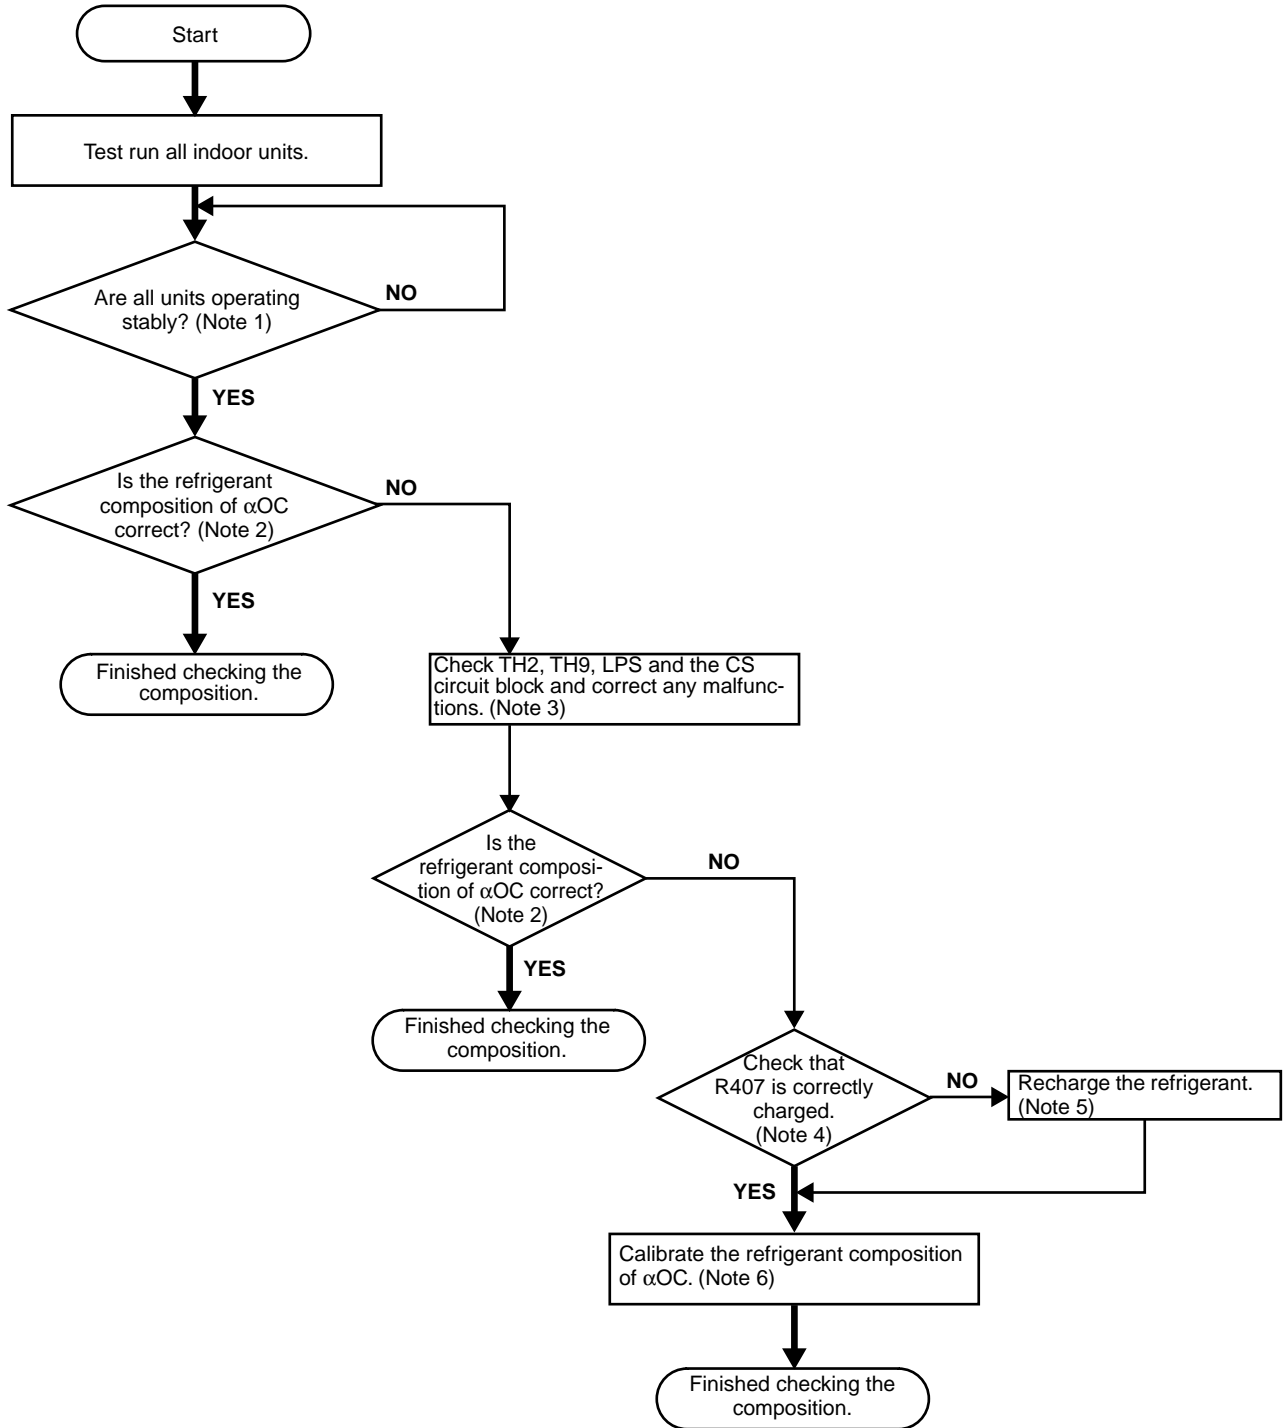 Start
Test run all indoor units.
Are all units operating
stably? (Note 1)
NO
YES
Is the refrigerant
composition of αOC
correct? (Note 2)
NO
YES
Finished checking the
composition.
Check TH2, TH9, LPS and the CS
circuit block and correct any malfunc-
tions. (Note 3)
Is the
refrigerant composi-
tion of αOC correct?
(Note 2)
NO
YES
Finished checking the
composition.
Check that
R407 is correctly
charged.
(Note 4)
NO
Recharge the refrigerant.
(Note 5)
YES
Calibrate the refrigerant composition
of αOC. (Note 6)
Finished checking the
composition.